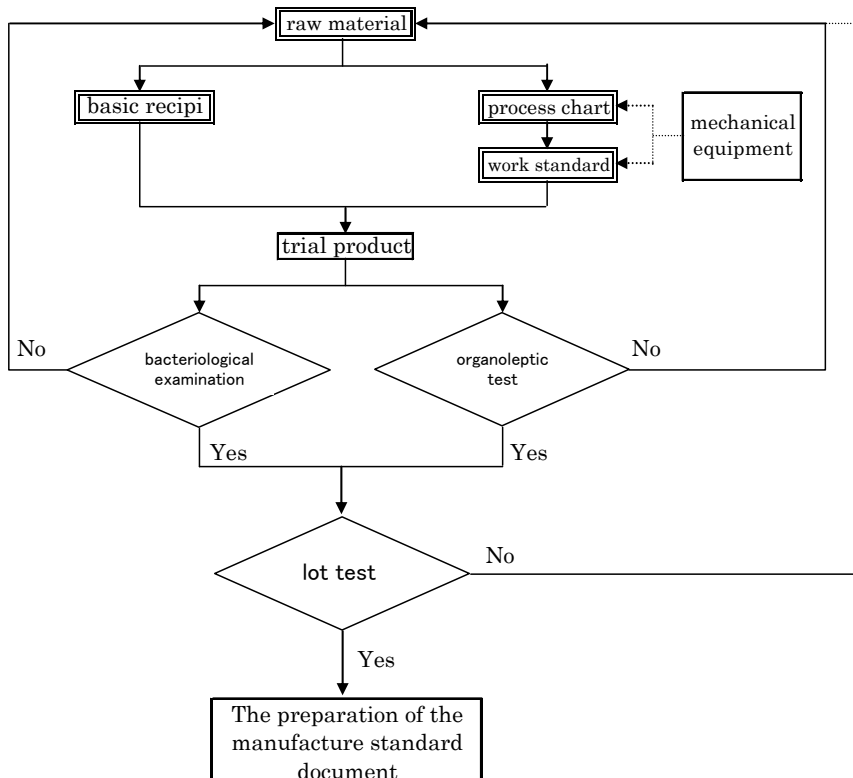 raw material
basic recipi
process chart
mechanical
equipment
work standard
trial product
No
bacteriological
examination
organoleptic
test
No
Yes
Yes
lot test
No
Yes
The preparation of the
manufacture standard
document